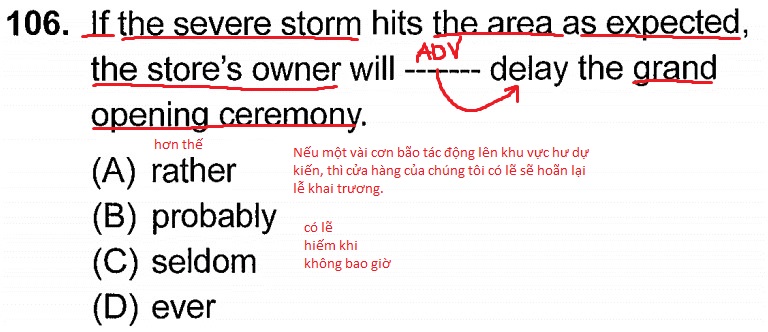 106. If the severe storm hits the area as expected,
ADV
the store's owner will -------- delay the grand
opening ceremony.
hơn thế
(A) rather
Nếu một vài cơn bão tác động lên khu vực hư dự
kiến, thì cửa hàng của chúng tôi có lẽ sẽ hoãn lại
lễ khai trương.
(B) probably
có lẽ
hiếm khi
(C) seldom
không bao giờ
(D) ever